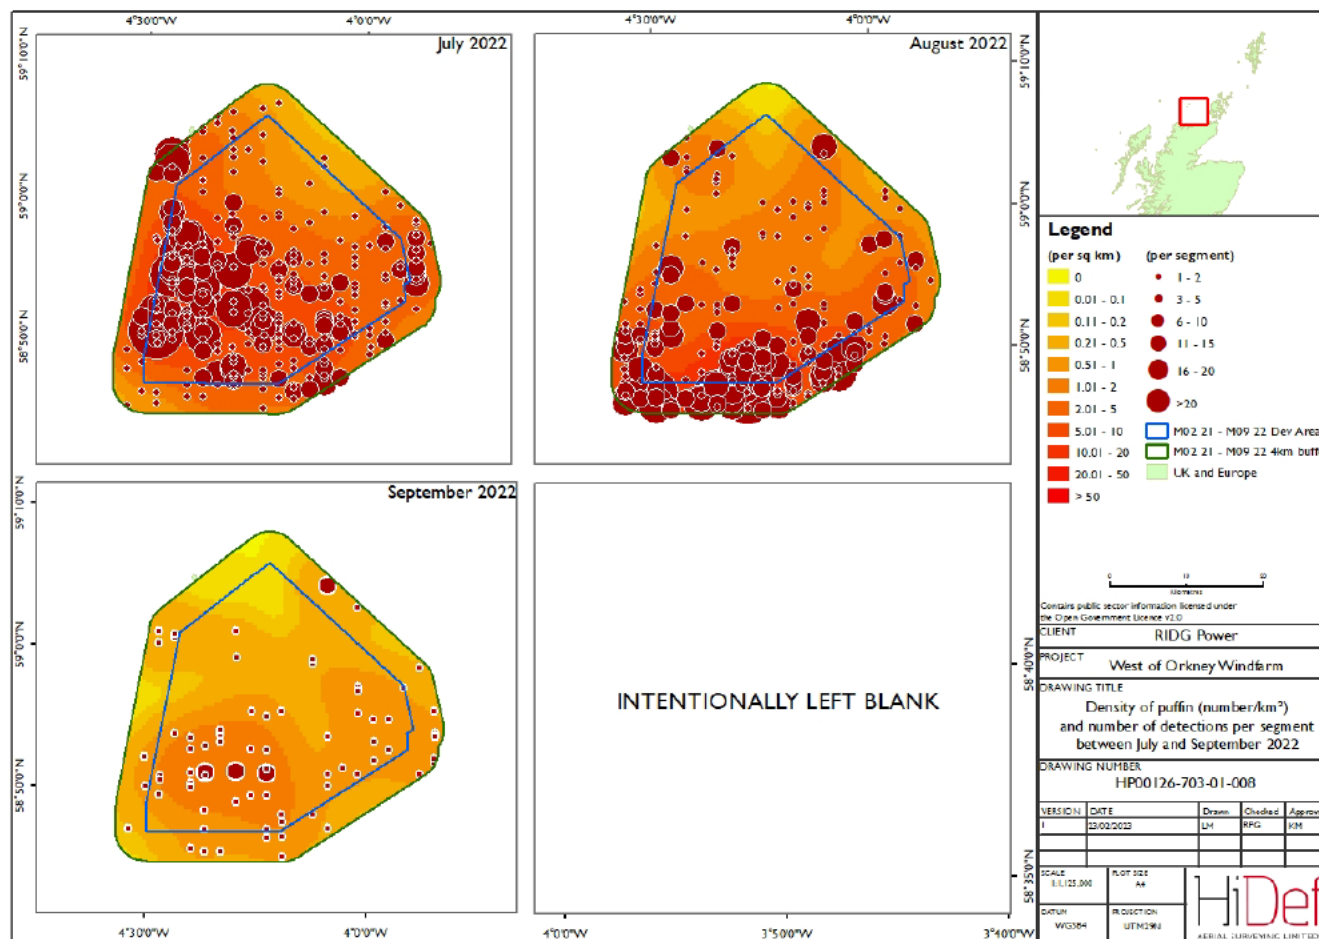 4°30'0"W 4°0'0"W 4°30'0"W 4°0'0"W
July 2022
August 2022
59°10'0"N
59°0'0"N
58°50'0"N
59°10'0"N
59°0'0"N
58°50'0"N
September 2022
59°10'0"N
59°0'0"N
58°50'0"N
INTENTIONALLY LEFT BLANK
58°40'0"N
58°35'0"N
4°30'0"W 4°0'0"W 4°0'0"W 3°50'0"W 3°40'0"W
Legend
(per sq km) (per segment)
0 1 - 2
0.01 - 0.1 3 - 5
0.11 - 0.2 6 - 10
0.21 - 0.5 11 - 15
0.51 - 1 16 - 20
1.01 - 2 >20
2.01 - 5
5.01 - 10 M02 21 - M09 22 Dev Area
10.01 - 20 M02 21 - M09 22 4km buff
20.01 - 50 UK and Europe
> 50
0 10 20
Kilometres
Contains public sector information licensed under
the Open Government Licence v2.0
CLIENT
RIDG Power
PROJECT
West of Orkney Windfarm
DRAWING TITLE
Density of puffin (number/km²)
and number of detections per segment
between July and September 2022
DRAWING NUMBER
HP00126-703-01-008
VERSION DATE Drawn Checked Approv
1 23/02/2023 LM RPG KM
SCALE PLOT SIZE
1:1,125,000 A4
DATUM PROJECTION
WGS84 UTM29N
HiDef
AERIAL SURVEYING LIMITED